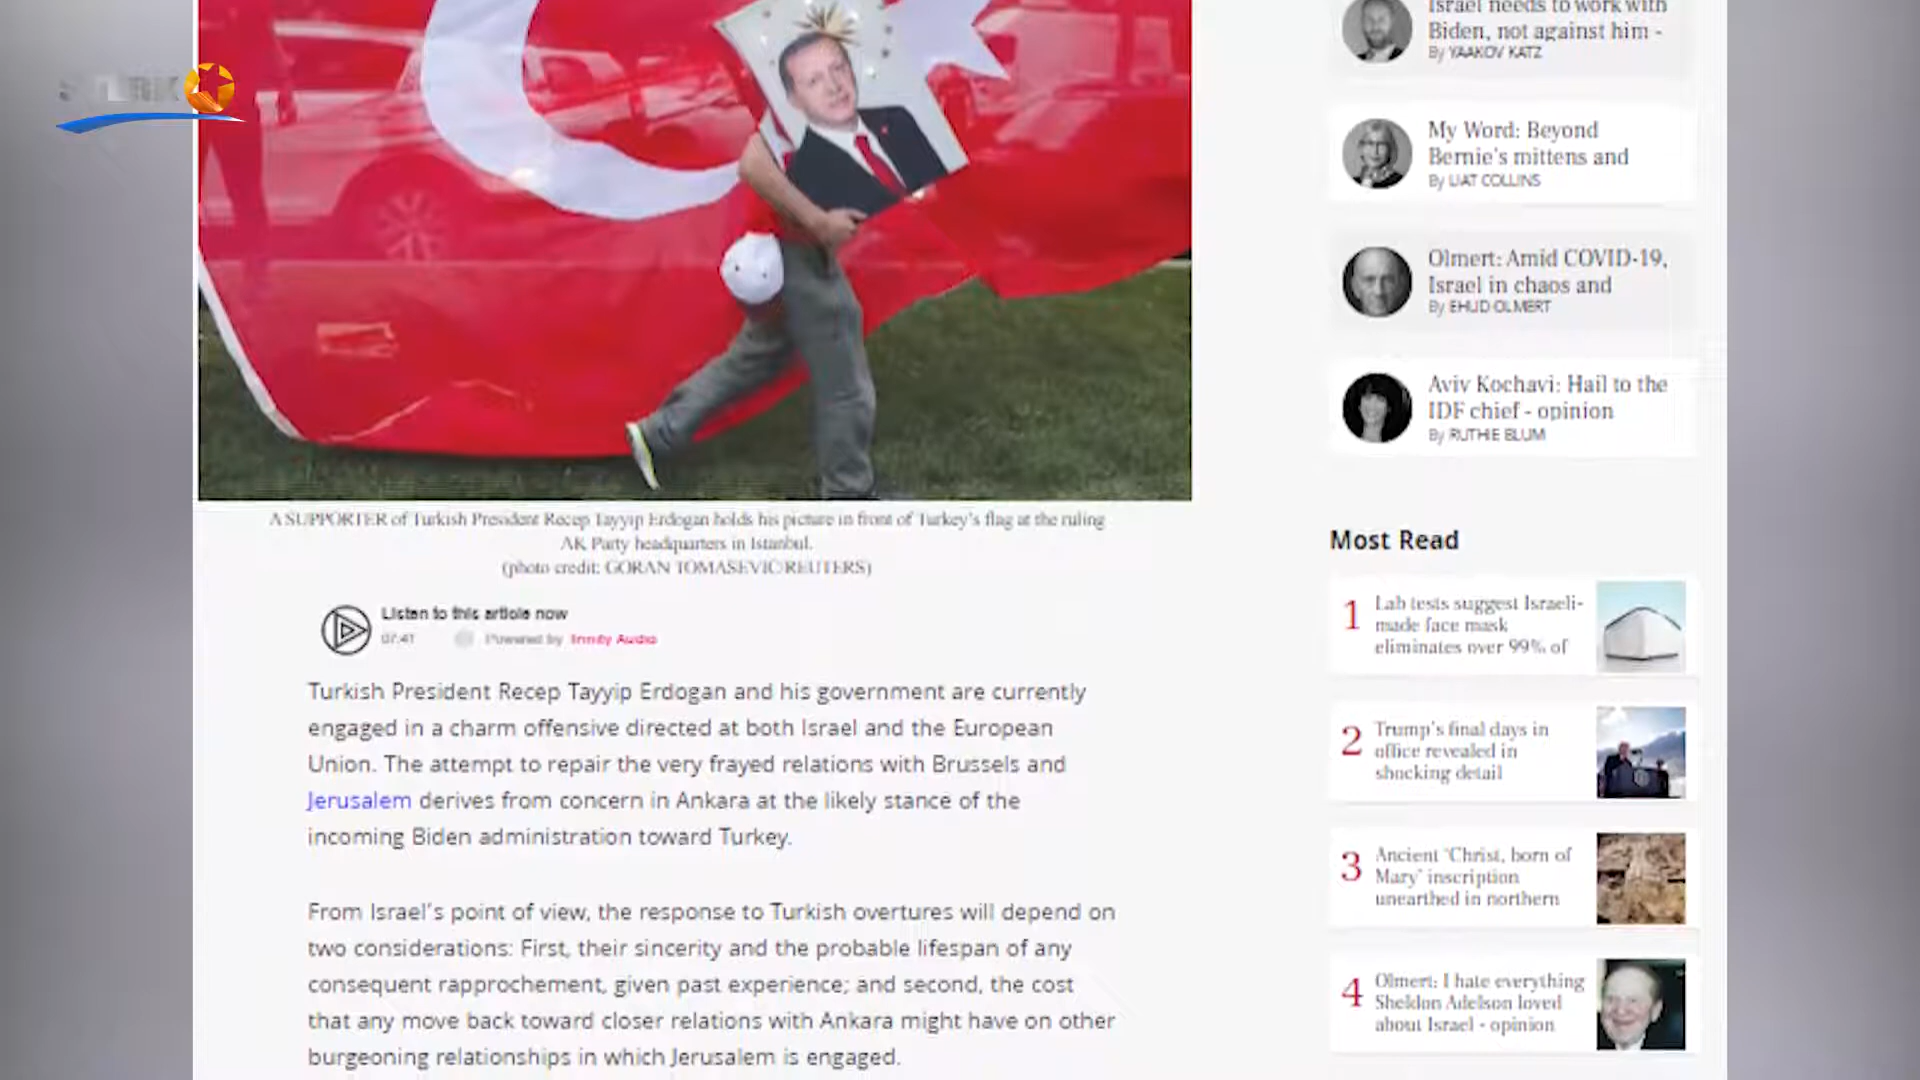 A SUPPORTER of Turkish President Recep Tayyip Erdogan holds his picture in front of Turkey's flag at the ruling
AK Party headquarters in Istanbul.
(photo credit: GORAN TOMASEVIC/REUTERS)
Listen to this article now
07:41 Powered by Trinity Audio
Turkish President Recep Tayyip Erdogan and his government are currently
engaged in a charm offensive directed at both Israel and the European
Union. The attempt to repair the very frayed relations with Brussels and
Jerusalem derives from concern in Ankara at the likely stance of the
incoming Biden administration toward Turkey.
From Israel's point of view, the response to Turkish overtures will depend on
two considerations: First, their sincerity and the probable lifespan of any
consequent rapprochement, given past experience; and second, the cost
that any move back toward closer relations with Ankara might have on other
burgeoning relationships in which Jerusalem is engaged.
Israel needs to work with
Biden, not against him -
By YAAKOV KATZ
My Word: Beyond
Bernie's mittens and
By LIAT COLLINS
Olmert: Amid COVID-19,
Israel in chaos and
By EHUD OLMERT
Aviv Kochavi: Hail to the
IDF chief - opinion
By RUTHIE BLUM
Most Read
1 Lab tests suggest Israeli-
made face mask
eliminates over 99% of
2 Trump's final days in
office revealed in
shocking detail
3 Ancient 'Christ, born of
Mary' inscription
unearthed in northern
4 Olmert: I hate everything
Sheldon Adelson loved
about Israel - opinion